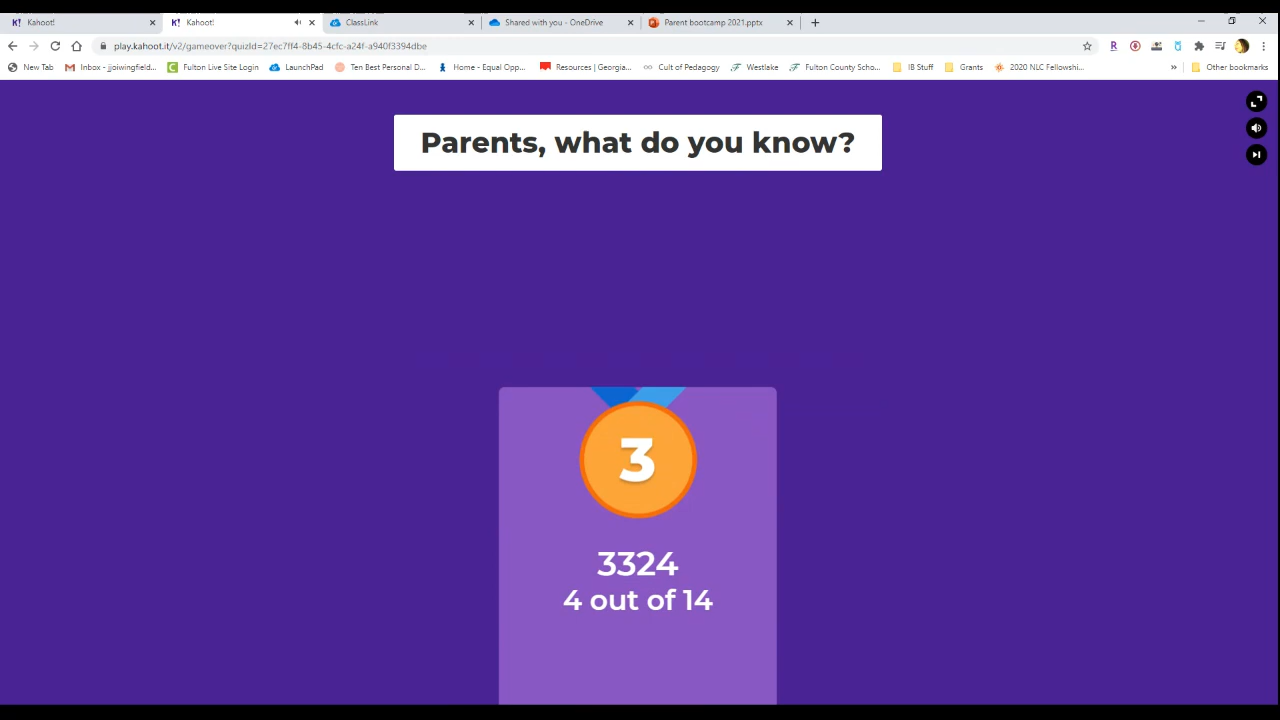 Kahoot!
Kahoot!
ClassLink
Shared with you - OneDrive
Parent bootcamp 2021.pptx
play.kahoot.it/v2/gameover?quizId=27ec7ff4-8b45-4cfc-a24f-a940f3394dbe
New Tab
Inbox - jjoiwingfield...
Fulton Live Site Login
LaunchPad
Ten Best Personal D...
Home - Equal Opp...
Resources | Georgia...
Cult of Pedagogy
Westlake
Fulton County Scho...
IB Stuff
Grants
2020 NLC Fellowshi...
»
Other bookmarks
Parents, what do you know?
3
3324
4 out of 14